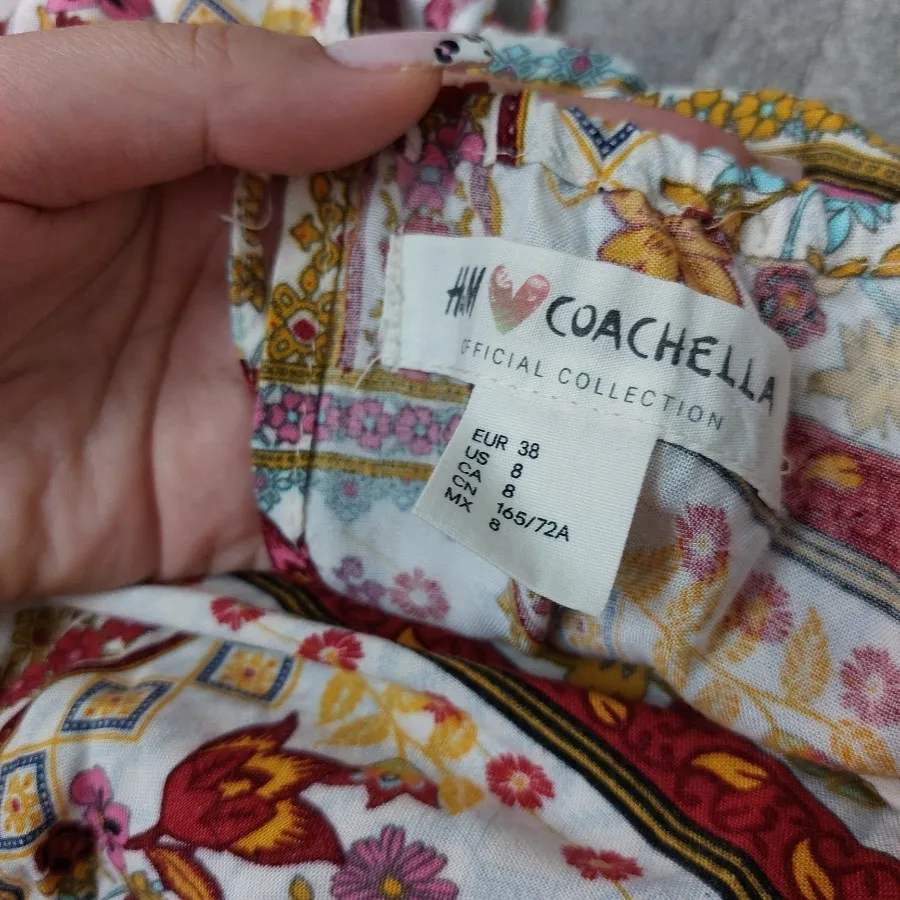 H&M COACHELLA
OFFICIAL COLLECTION
EUR 38
US 8
CA 8
CN 165/72A
MX 8